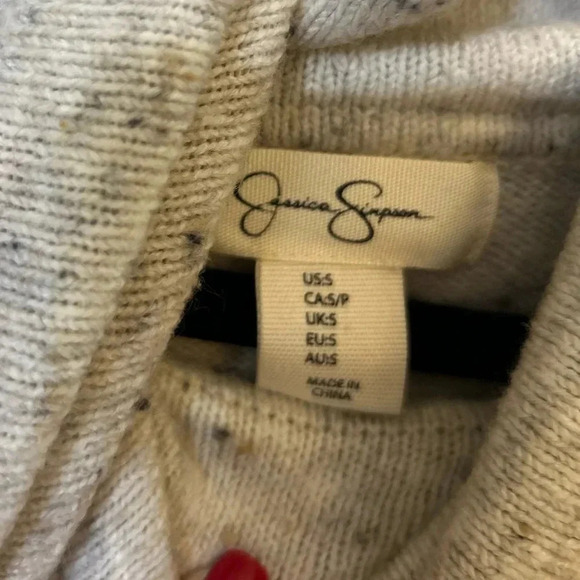 Jessica Simpson
US:S
CA:S/P
UK:S
EU:S
AU:S
MADE IN
CHINA